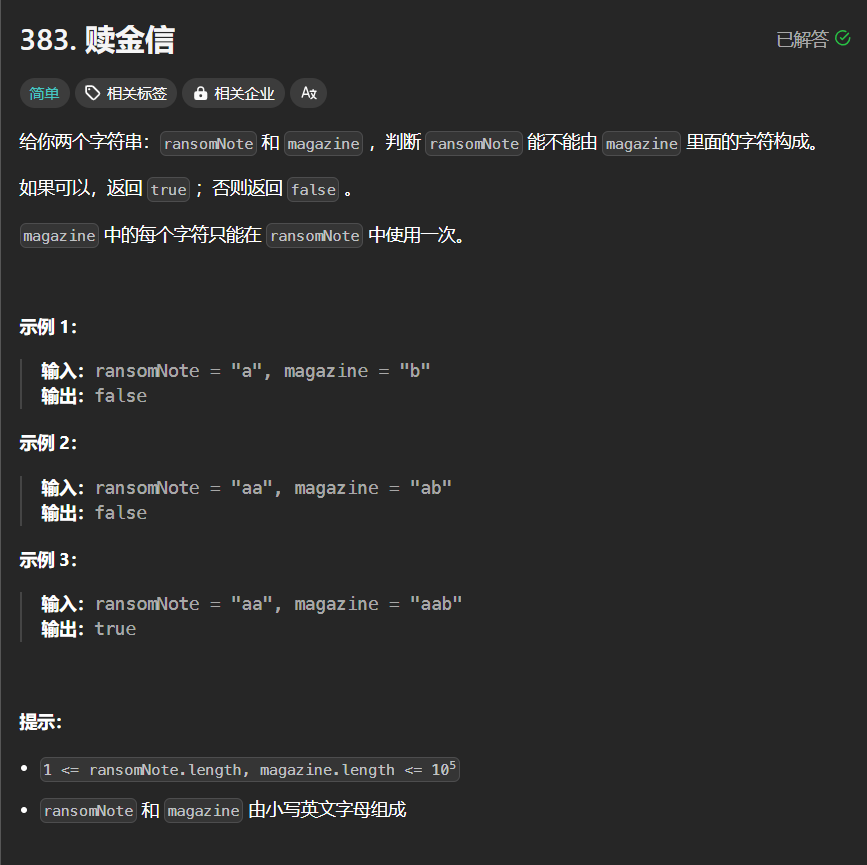 383. 赎金信
已解答
简单 相关标签 相关企业 Aあ
给你两个字符串：ransomNote 和 magazine ，判断 ransomNote 能不能由 magazine 里面的字符构成。
如果可以，返回 true ；否则返回 false 。
magazine 中的每个字符只能在 ransomNote 中使用一次。
示例 1：
输入：ransomNote = "a", magazine = "b"
输出：false
示例 2：
输入：ransomNote = "aa", magazine = "ab"
输出：false
示例 3：
输入：ransomNote = "aa", magazine = "aab"
输出：true
提示：
• 1 <= ransomNote.length, magazine.length <= 10⁵
• ransomNote 和 magazine 由小写英文字母组成